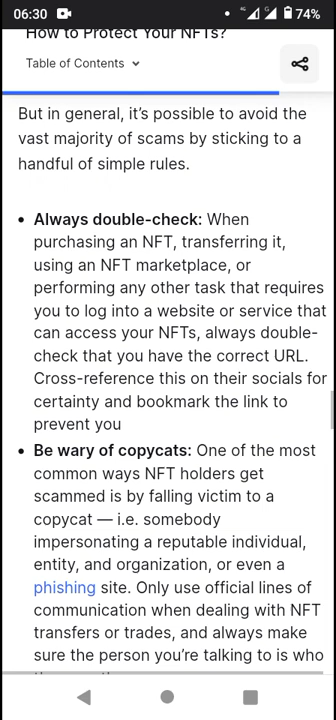 06:30
4G
G
74%
How to Protect Your NFTs?
Table of Contents
But in general, it's possible to avoid the
vast majority of scams by sticking to a
handful of simple rules.
Always double-check: When
purchasing an NFT, transferring it,
using an NFT marketplace, or
performing any other task that requires
you to log into a website or service that
can access your NFTs, always double-
check that you have the correct URL.
Cross-reference this on their socials for
certainty and bookmark the link to
prevent you
Be wary of copycats: One of the most
common ways NFT holders get
scammed is by falling victim to a
copycat — i.e. somebody
impersonating a reputable individual,
entity, and organization, or even a
phishing site. Only use official lines of
communication when dealing with NFT
transfers or trades, and always make
sure the person you're talking to is who